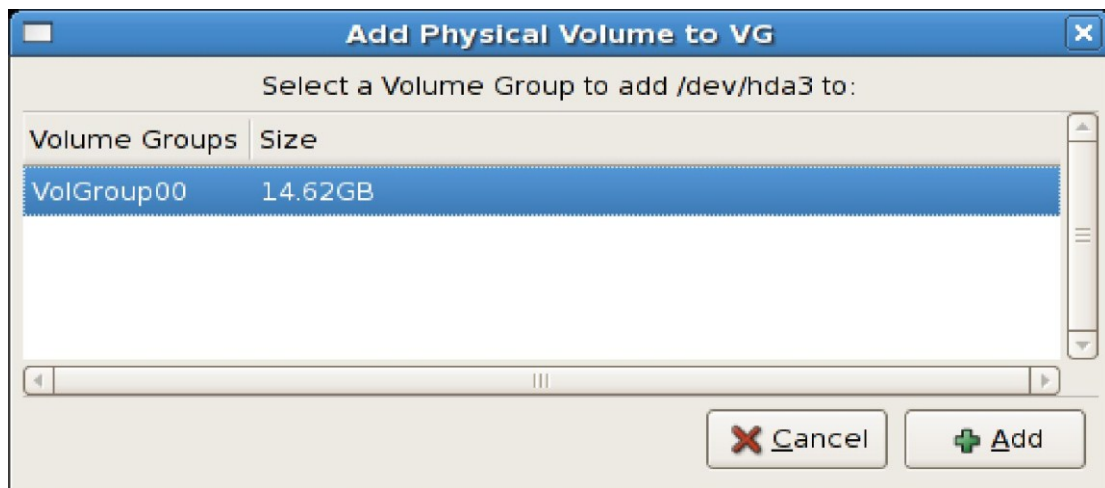 Add Physical Volume to VG
Select a Volume Group to add /dev/hda3 to:
Volume Groups Size
VolGroup00 14.62GB
Cancel Add